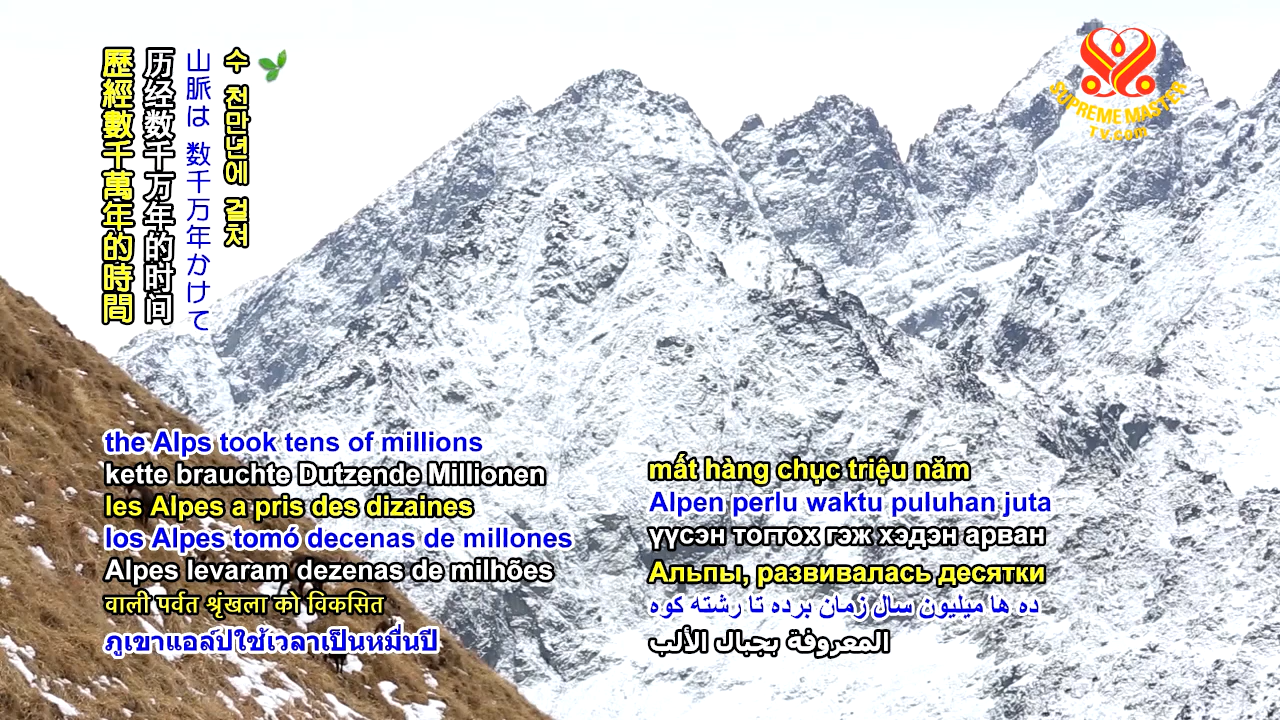 歷經數千萬年的時間
历经数千万年的时间
山脈は 数千万年かけて
수 천만년에 걸쳐
SUPREME MASTER
TV.com
the Alps took tens of millions
kette brauchte Dutzende Millionen
les Alpes a pris des dizaines
los Alpes tomó decenas de millones
Alpes levaram dezenas de milhões
वाली पर्वत श्रृंखला को विकसित
ภูเขาแอลป์ใช้เวลาเป็นหมื่นปี
mất hàng chục triệu năm
Alpen perlu waktu puluhan juta
үүсэн тогтох гэж хэдэн арван
Альпы, развивалась десятки
ده ها میلیون سال زمان برده تا رشته کوه
المعروفة بجبال الألب